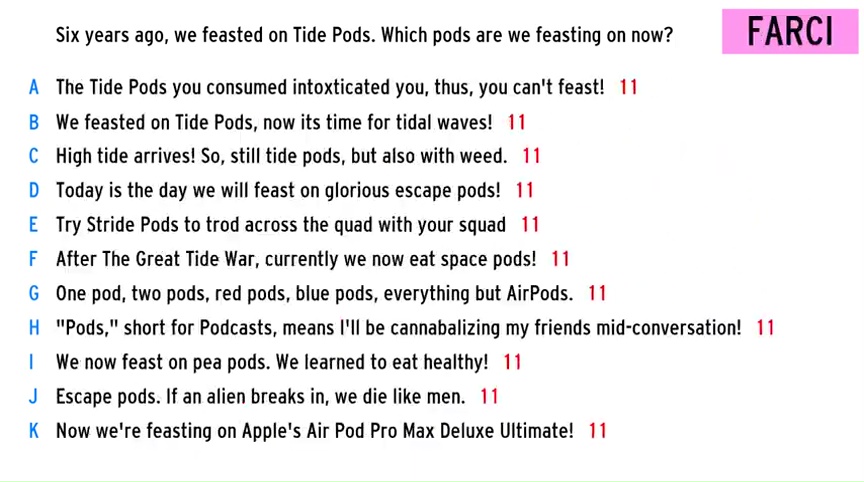 Six years ago, we feasted on Tide Pods. Which pods are we feasting on now?
FARCI
A The Tide Pods you consumed intoxticated you, thus, you can't feast! 11
B We feasted on Tide Pods, now its time for tidal waves! 11
C High tide arrives! So, still tide pods, but also with weed. 11
D Today is the day we will feast on glorious escape pods! 11
E Try Stride Pods to trod across the quad with your squad 11
F After The Great Tide War, currently we now eat space pods! 11
G One pod, two pods, red pods, blue pods, everything but AirPods. 11
H "Pods," short for Podcasts, means I'll be cannabalizing my friends mid-conversation! 11
I We now feast on pea pods. We learned to eat healthy! 11
J Escape pods. If an alien breaks in, we die like men. 11
K Now we're feasting on Apple's Air Pod Pro Max Deluxe Ultimate! 11